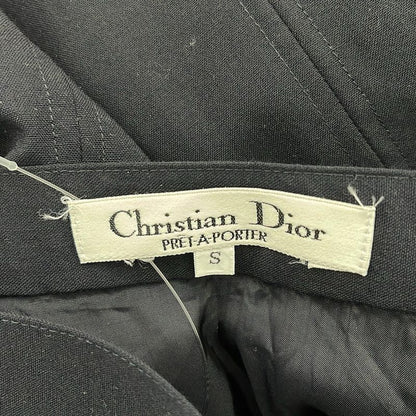 Christian Dior
PRET-A-PORTER
S